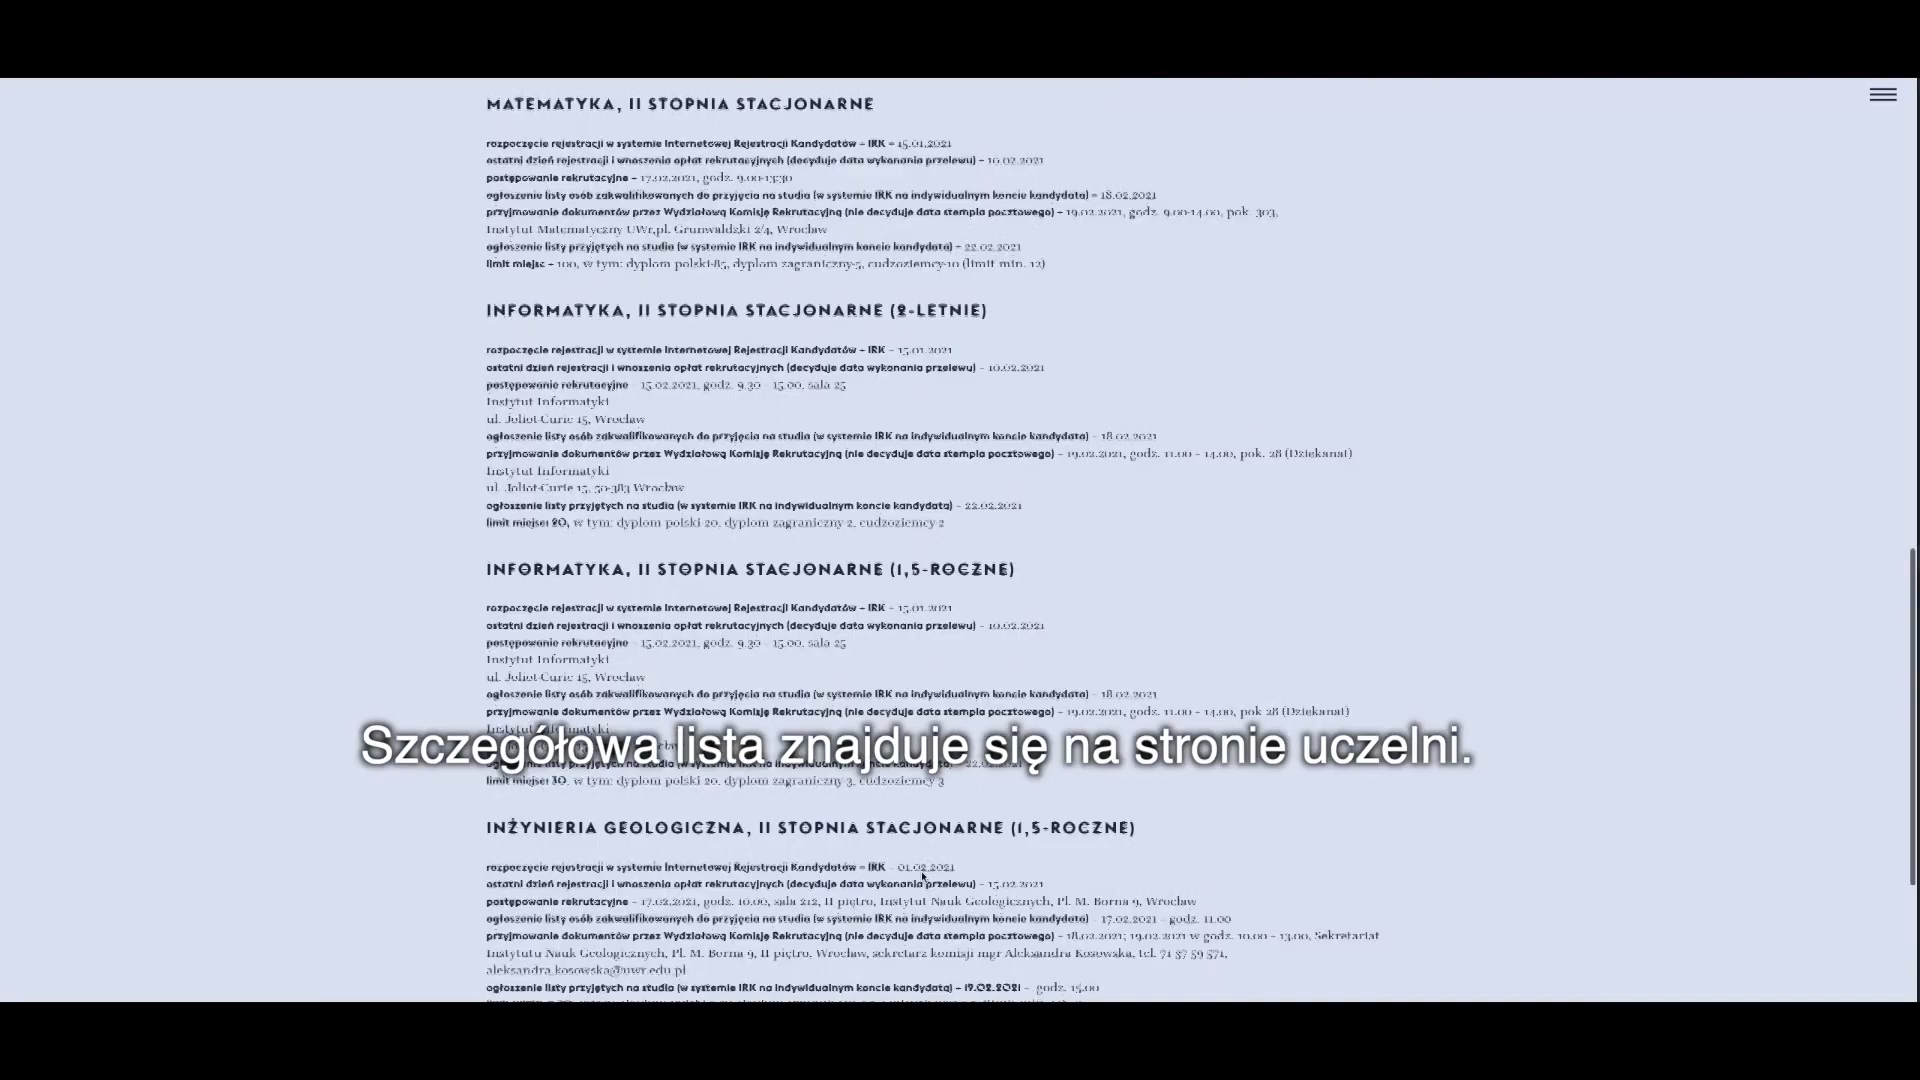 MATEMATYKA, II STOPNIA STACJONARNE
rozpoczęcie rejestracji w systemie Internetowej Rejestracji Kandydatów – IRK – 15.01.2021
ostatni dzień rejestracji i wnoszenia opłat rekrutacyjnych (decyduje data wykonania przelewu) – 10.02.2021
postępowanie rekrutacyjne – 17.02.2021, godz. 9.00-13:30
ogłoszenie listy osób zakwalifikowanych do przyjęcia na studia (w systemie IRK na indywidualnym koncie kandydata) – 18.02.2021
przyjmowanie dokumentów przez Wydziałową Komisję Rekrutacyjną (nie decyduje data stempla pocztowego) – 19.02.2021, godz. 9.00-14.00, pok. 303,
Instytut Matematyczny UWr,pl. Grunwaldzki 2/4, Wrocław
ogłoszenie listy przyjętych na studia (w systemie IRK na indywidualnym koncie kandydata) – 22.02.2021
limit miejsc – 100, w tym: dyplom polski-85, dyplom zagraniczny-5, cudzoziemcy-10 (limit min. 12)
INFORMATYKA, II STOPNIA STACJONARNE (2-LETNIE)
rozpoczęcie rejestracji w systemie Internetowej Rejestracji Kandydatów – IRK – 15.01.2021
ostatni dzień rejestracji i wnoszenia opłat rekrutacyjnych (decyduje data wykonania przelewu) – 10.02.2021
postępowanie rekrutacyjne – 15.02.2021, godz. 9.30 – 15.00, sala 25
Instytut Informatyki
ul. Joliot-Curie 15, Wrocław
ogłoszenie listy osób zakwalifikowanych do przyjęcia na studia (w systemie IRK na indywidualnym koncie kandydata) – 18.02.2021
przyjmowanie dokumentów przez Wydziałową Komisję Rekrutacyjną (nie decyduje data stempla pocztowego) – 19.02.2021, godz. 11.00 – 14.00, pok. 28 (Dziekanat)
Instytut Informatyki
ul. Joliot-Curie 15, 50-383 Wrocław
ogłoszenie listy przyjętych na studia (w systemie IRK na indywidualnym koncie kandydata) – 22.02.2021
limit miejsc: 20, w tym: dyplom polski 20, dyplom zagraniczny 2, cudzoziemcy 2
INFORMATYKA, II STOPNIA STACJONARNE (1,5-ROCZNE)
rozpoczęcie rejestracji w systemie Internetowej Rejestracji Kandydatów – IRK – 15.01.2021
ostatni dzień rejestracji i wnoszenia opłat rekrutacyjnych (decyduje data wykonania przelewu) – 10.02.2021
postępowanie rekrutacyjne – 15.02.2021, godz. 9.30 – 15.00, sala 25
Instytut Informatyki
ul. Joliot-Curie 15, Wrocław
ogłoszenie listy osób zakwalifikowanych do przyjęcia na studia (w systemie IRK na indywidualnym koncie kandydata) – 18.02.2021
przyjmowanie dokumentów przez Wydziałową Komisję Rekrutacyjną (nie decyduje data stempla pocztowego) – 19.02.2021, godz. 11.00 – 14.00, pok 28 (Dziekanat)
Instytut Informatyki
Szczegółowa lista znajduje się na stronie uczelni.
ogłoszenie listy przyjętych na studia (w systemie IRK na indywidualnym koncie kandydata) – 22.02.2021
limit miejsc: 30, w tym: dyplom polski 20, dyplom zagraniczny 3, cudzoziemcy 3
INŻYNIERIA GEOLOGICZNA, II STOPNIA STACJONARNE (1,5-ROCZNE)
rozpoczęcie rejestracji w systemie Internetowej Rejestracji Kandydatów – IRK – 01.02.2021
ostatni dzień rejestracji i wnoszenia opłat rekrutacyjnych (decyduje data wykonania przelewu) – 15.02.2021
postępowanie rekrutacyjne – 17.02.2021, godz. 10.00, sala 212, II piętro, Instytut Nauk Geologicznych, Pl. M. Borna 9, Wrocław
ogłoszenie listy osób zakwalifikowanych do przyjęcia na studia (w systemie IRK na indywidualnym koncie kandydata) – 17.02.2021 – godz. 11.00
przyjmowanie dokumentów przez Wydziałową Komisję Rekrutacyjną (nie decyduje data stempla pocztowego) – 18.02.2021; 19.02.2021 w godz. 10.00 – 13.00, Sekretariat
Instytutu Nauk Geologicznych, Pl. M. Borna 9, II piętro, Wrocław, sekretarz komisji mgr Aleksandra Kosowska, tel. 71 37 59 571,
aleksandra.kosowska@uwr.edu.pl
ogłoszenie listy przyjętych na studia (w systemie IRK na indywidualnym koncie kandydata) – 19.02.2021 – godz. 15.00